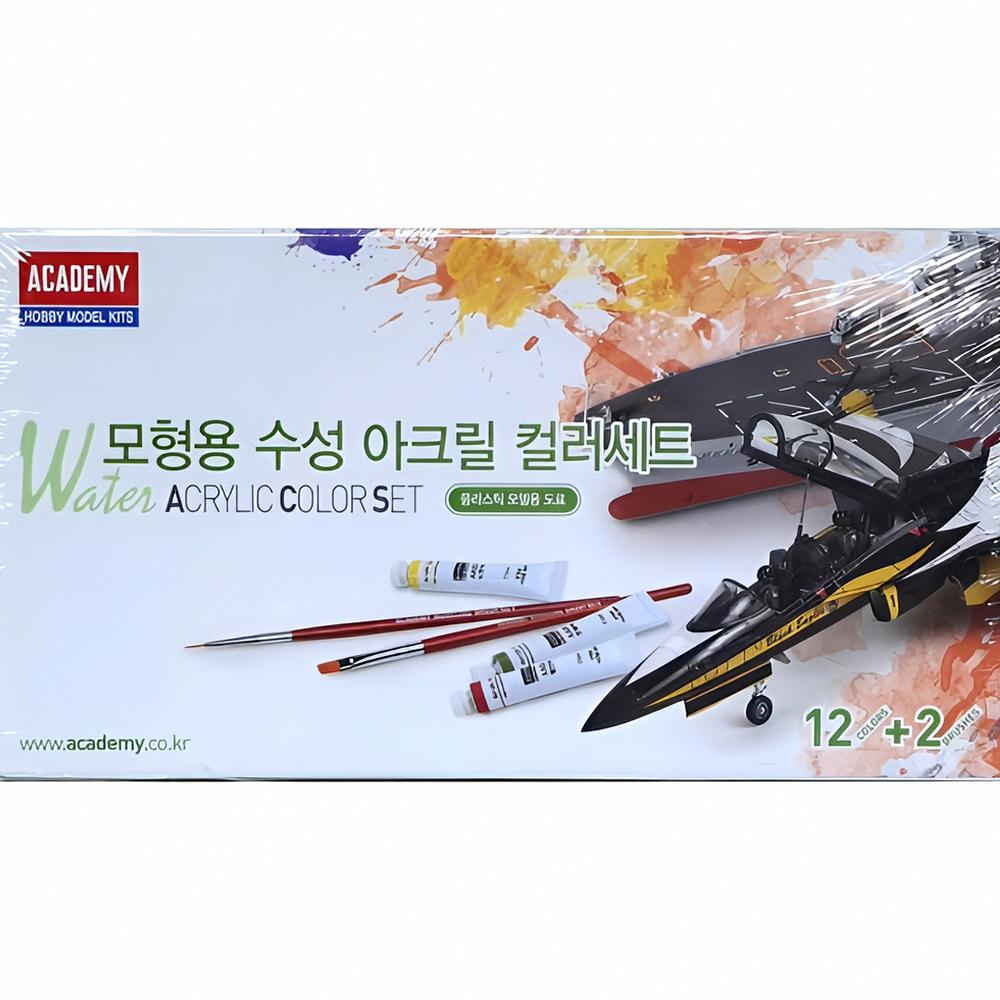 ACADEMY
HOBBY MODEL KITS
모형용 수성 아크릴 컬러세트
Water ACRYLIC COLOR SET
12 COLORS + 2 BRUSHES
www.academy.co.kr